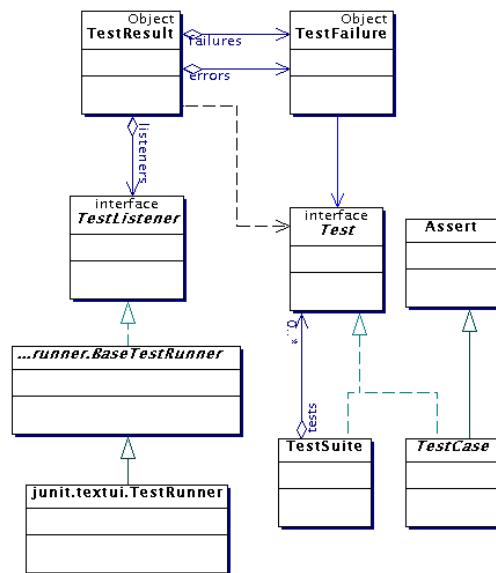 Object
TestResult
Object
TestFailure
failures
errors
listeners
interface
TestListener
interface
Test
Assert
0..*
...runner.BaseTestRunner
tests
TestSuite
TestCase
junit.textui.TestRunner